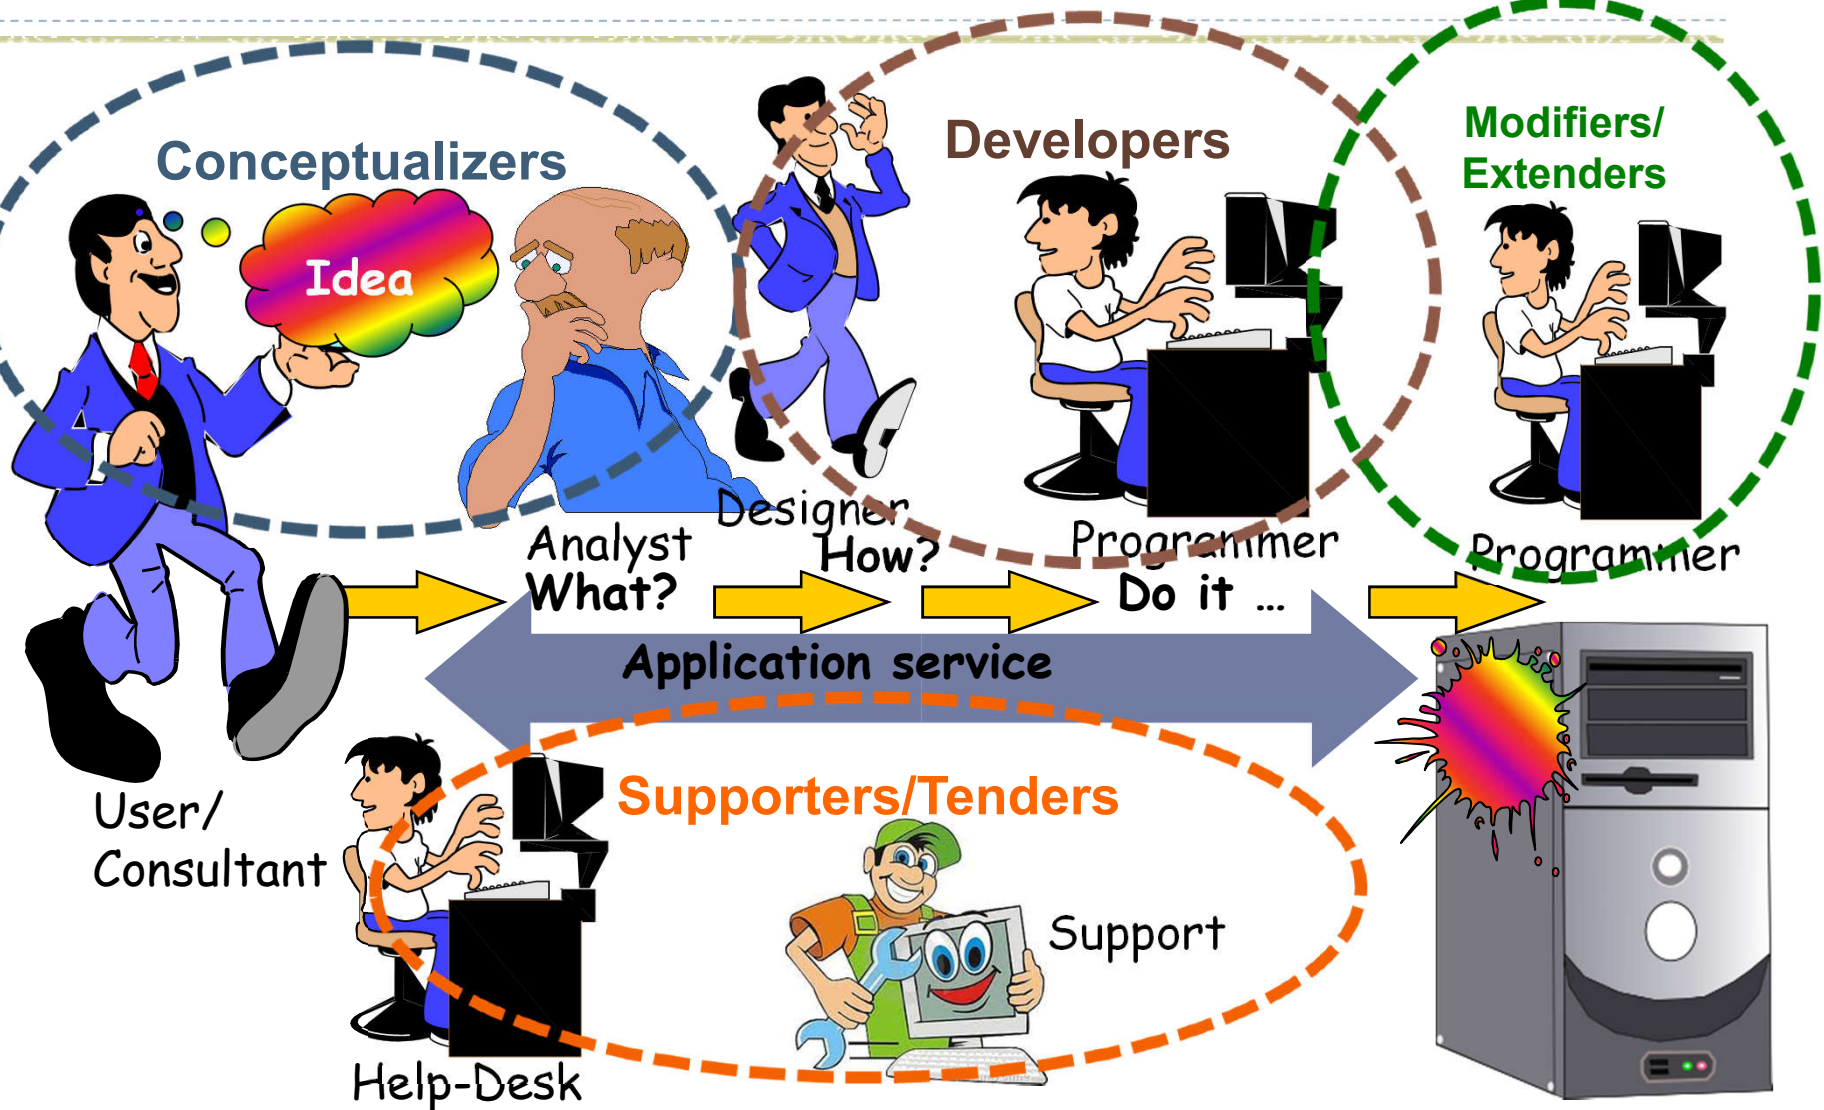 Conceptualizers
Developers
Modifiers/
Extenders
Idea
Analyst
What?
Designer
How?
Programmer
Do it ...
Programmer
Application service
User/
Consultant
Supporters/Tenders
Support
Help-Desk